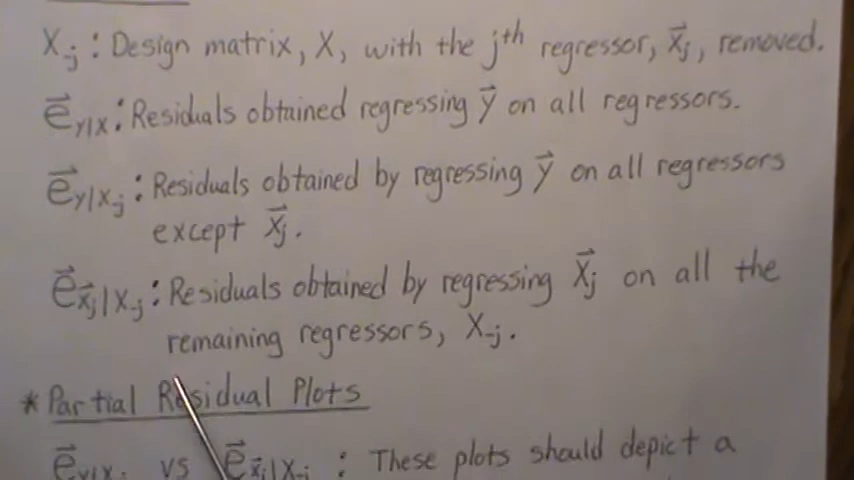 X₋ⱼ : Design matrix, X, with the jᵗʰ regressor, x⃗ⱼ, removed.
e⃗ᵧ|ₓ : Residuals obtained regressing y⃗ on all regressors.
e⃗ᵧ|ₓ₋ⱼ : Residuals obtained by regressing y⃗ on all regressors
except x⃗ⱼ.
e⃗ₓ⃗ⱼ|ₓ₋ⱼ : Residuals obtained by regressing x⃗ⱼ on all the
remaining regressors, X₋ⱼ.
* Partial Residual Plots
e⃗ᵧ|ₓ₋ⱼ vs e⃗ₓ⃗ⱼ|ₓ₋ⱼ : These plots should depict a